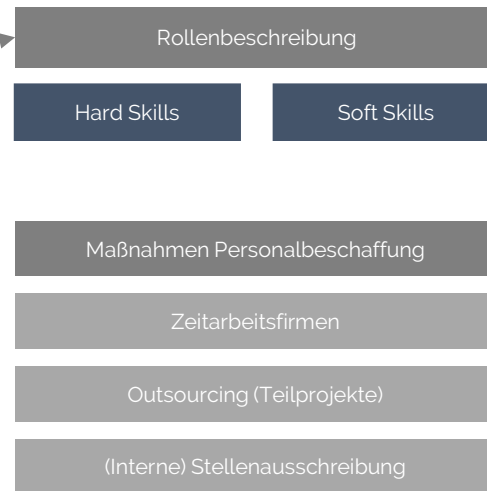 Rollenbeschreibung
Hard Skills
Soft Skills
Maßnahmen Personalbeschaffung
Zeitarbeitsfirmen
Outsourcing (Teilprojekte)
(Interne) Stellenausschreibung